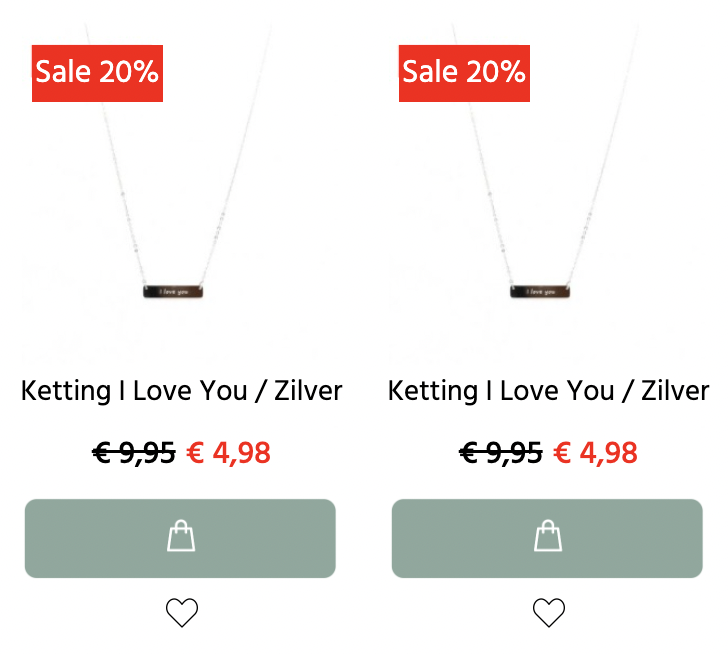 Sale 20% Sale 20%
I love you I love you
Ketting I Love You / Zilver Ketting I Love You / Zilver
€ 9,95 € 4,98 € 9,95 € 4,98